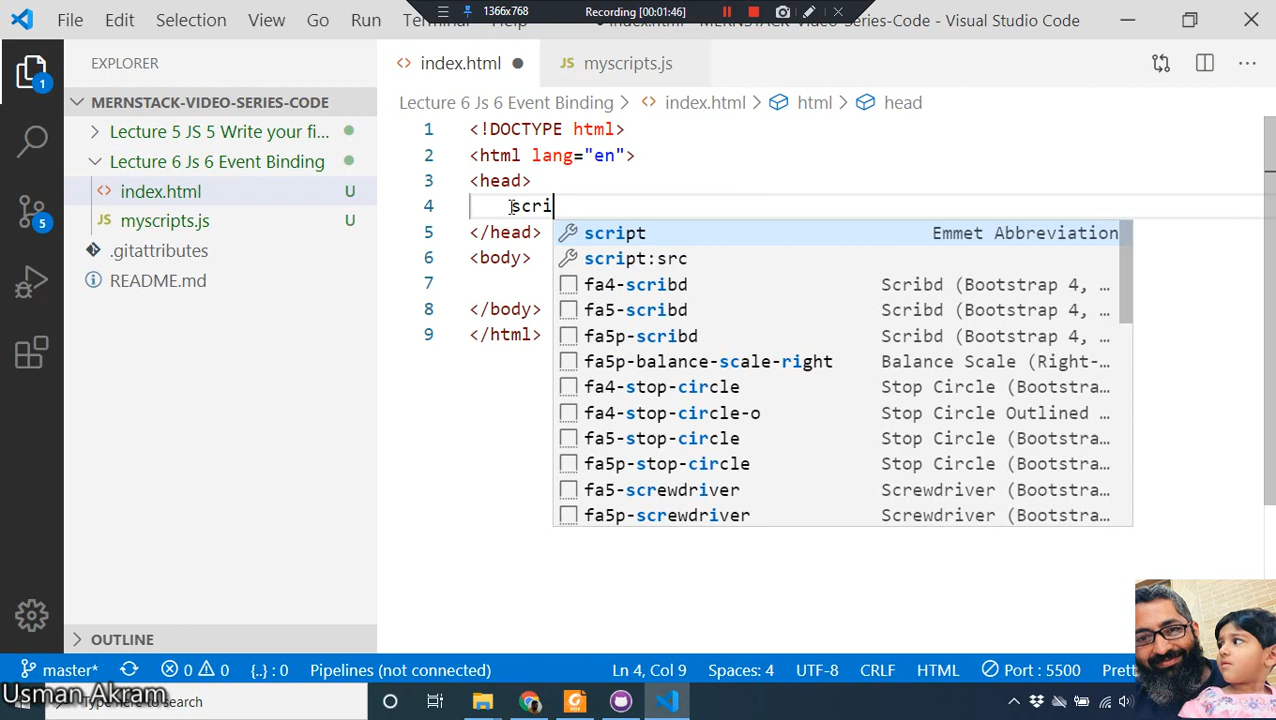 File Edit Selection View Go Run Terminal Help index.html MERNSTACK-Video-Series-Code - Visual Studio Code
1366x768 Recording [00:01:46]
EXPLORER
index.html
JS myscripts.js
MERNSTACK-VIDEO-SERIES-CODE
Lecture 5 JS 5 Write your fi...
Lecture 6 Js 6 Event Binding
index.html U
JS myscripts.js U
.gitattributes
README.md
OUTLINE
1
5
Lecture 6 Js 6 Event Binding > index.html > html > head
1 <!DOCTYPE html>
2 <html lang="en">
3 <head>
4 scri
5 </head>
6 <body>
7
8 </body>
9 </html>
script Emmet Abbreviation
script:src
fa4-scribd Scribd (Bootstrap 4, …
fa5-scribd Scribd (Bootstrap 4, …
fa5p-scribd Scribd (Bootstrap 4, …
fa5p-balance-scale-right Balance Scale (Right-…
fa4-stop-circle Stop Circle (Bootstra…
fa4-stop-circle-o Stop Circle Outlined …
fa5-stop-circle Stop Circle (Bootstra…
fa5p-stop-circle Stop Circle (Bootstra…
fa5-screwdriver Screwdriver (Bootstra…
fa5p-screwdriver Screwdriver (Bootstra…
master* 0 0 {..} : 0 Pipelines (not connected) Ln 4, Col 9 Spaces: 4 UTF-8 CRLF HTML Port : 5500 Prett
Usman Akram
here to search